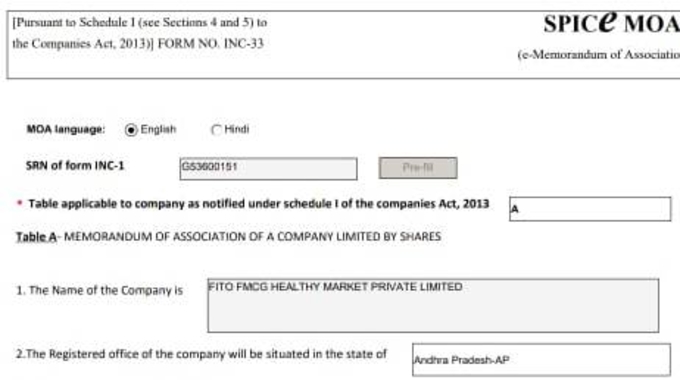 [Pursuant to Schedule I (see Sections 4 and 5) to
the Companies Act, 2013)] FORM NO. INC-33
SPICe MOA
(e-Memorandum of Associatio
MOA language: English Hindi
SRN of form INC-1 G53600151 Pre-fill
* Table applicable to company as notified under schedule I of the companies Act, 2013 A
Table A- MEMORANDUM OF ASSOCIATION OF A COMPANY LIMITED BY SHARES
1. The Name of the Company is FITO FMCG HEALTHY MARKET PRIVATE LIMITED
2.The Registered office of the company will be situated in the state of Andhra Pradesh-AP